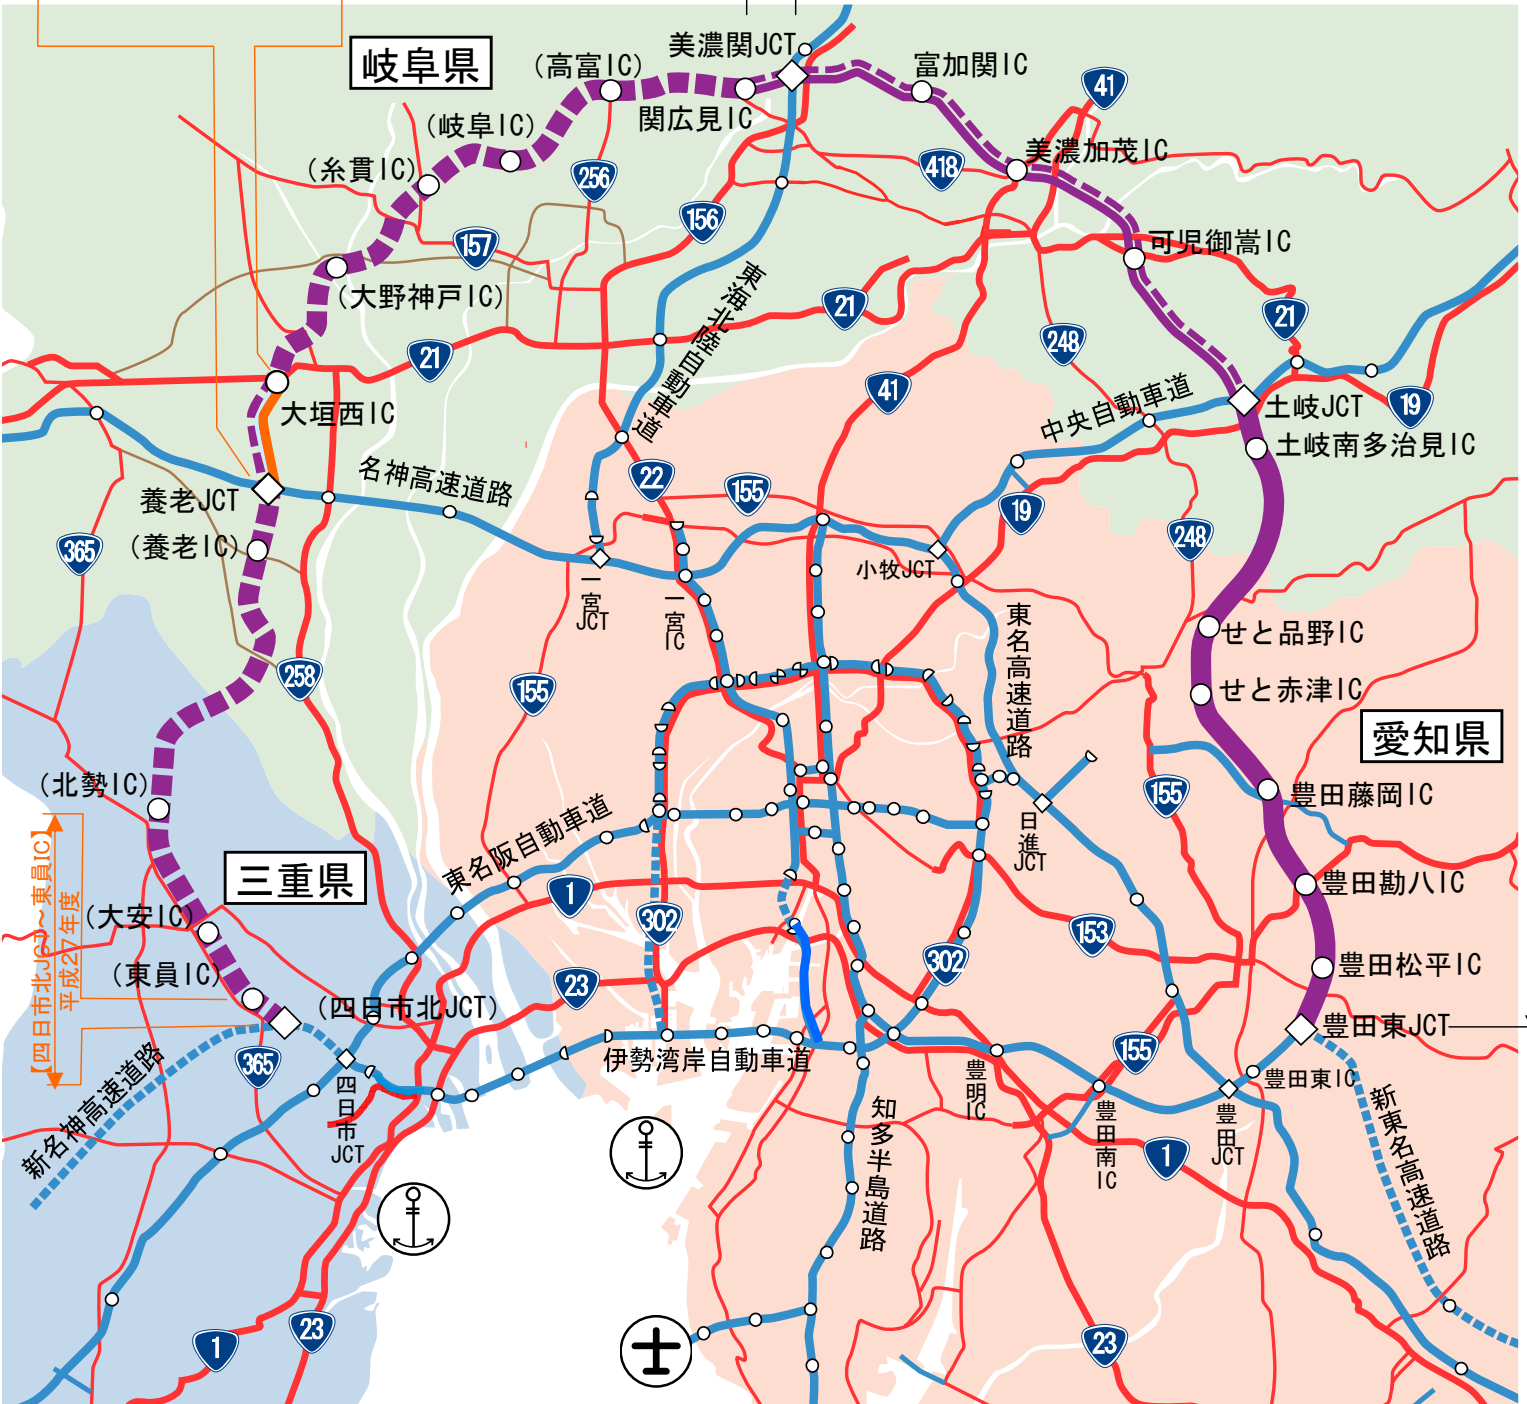 岐阜県
(高富IC)
美濃関JCT
富加関IC
41
関広見IC
(岐阜IC)
美濃加茂IC
(糸貫IC)
256
418
156
157
可児御嵩IC
(大野神戸IC)
東海北陸自動車道
21
21
248
21
41
中央自動車道
19
大垣西IC
土岐JCT
土岐南多治見IC
名神高速道路
22
155
養老JCT
19
(養老IC)
365
248
小牧JCT
一宮JCT
一宮IC
東名高速道路
せと品野IC
258
155
せと赤津IC
愛知県
(北勢IC)
155
豊田藤岡IC
【四日市北JCT～東員IC】
平成27年度
三重県
東名阪自動車道
日進JCT
1
豊田勘八IC
(大安IC)
302
153
302
(東員IC)
23
豊田松平IC
(四日市北JCT)
豊田東JCT
新名神高速道路
365
伊勢湾岸自動車道
155
豊明IC
豊田東IC
四日市JCT
豊田南IC
豊田JCT
新東名高速道路
知多半島道路
1
1
23
23